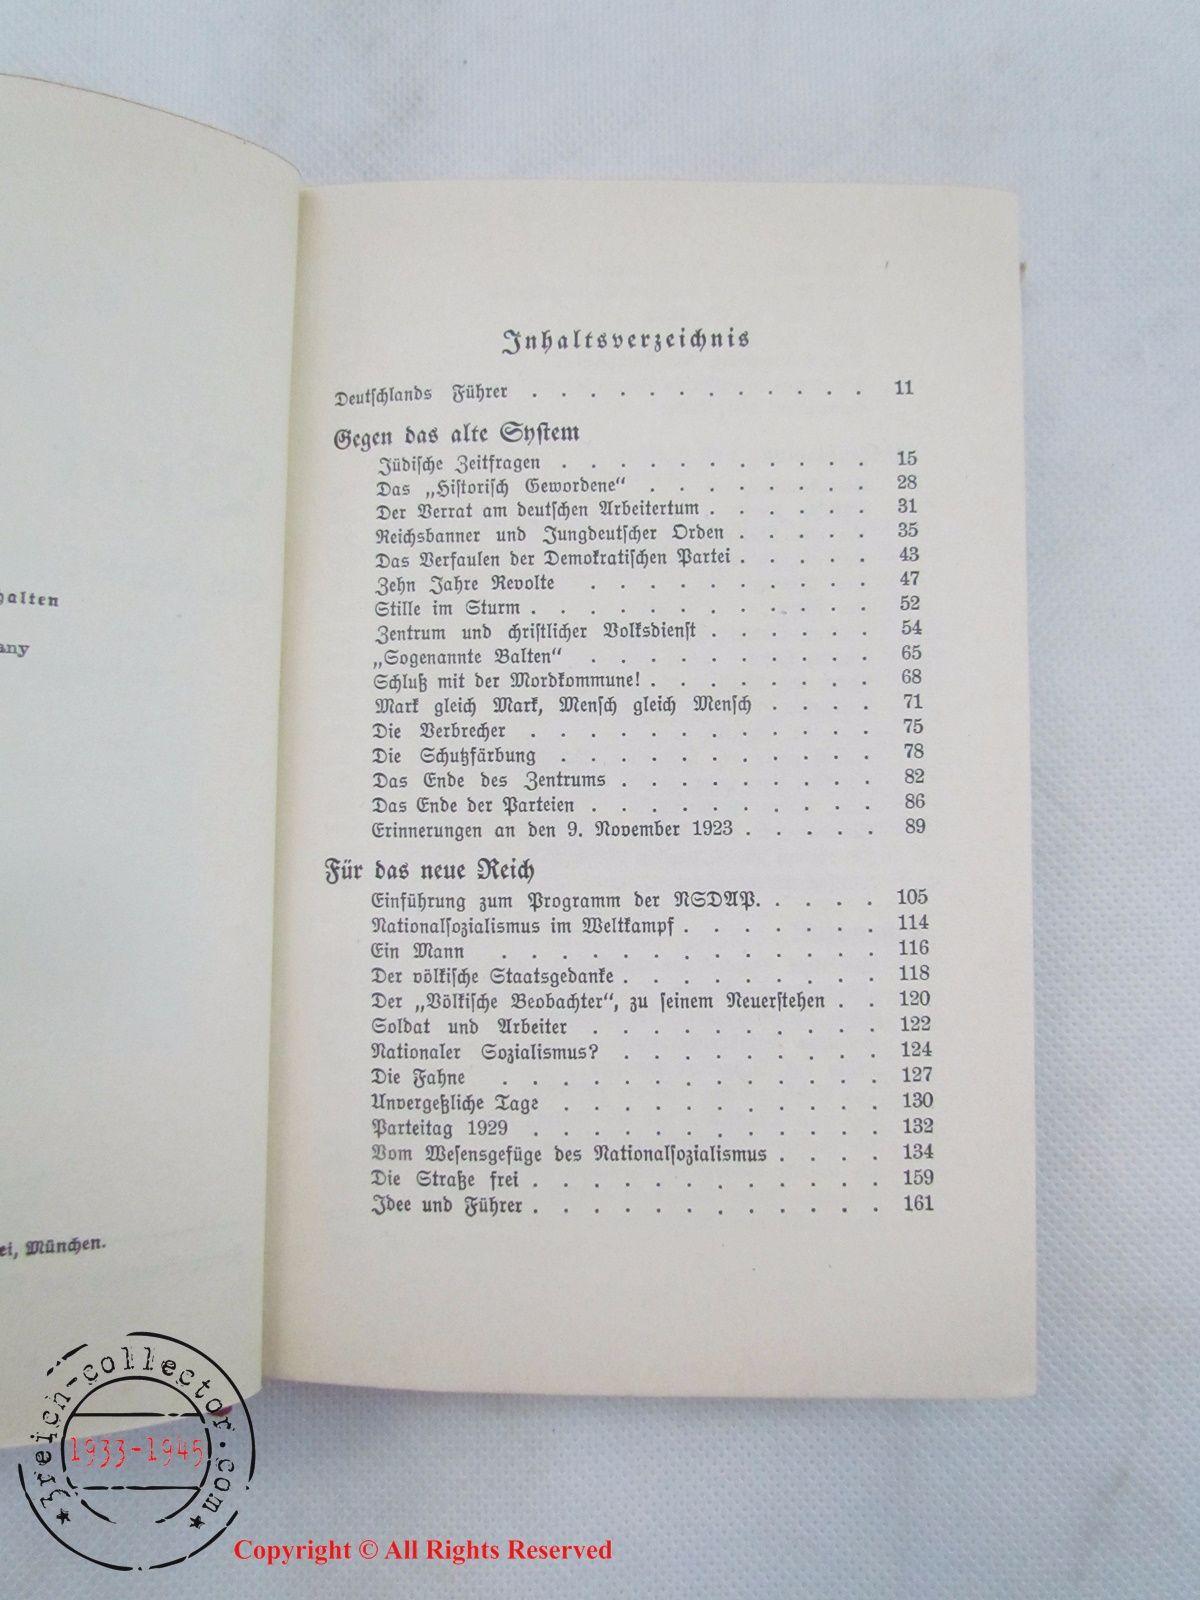 halten
any
ei, München.
Inhaltsverzeichnis
Deutschlands Führer . . . . . . . . . . . . 11
Gegen das alte System
Jüdische Zeitfragen . . . . . . . . . . . 15
Das „Historisch Gewordene“ . . . . . . . . 28
Der Verrat am deutschen Arbeitertum . . . . . . 31
Reichsbanner und Jungdeutscher Orden . . . . . 35
Das Verfaulen der Demokratischen Partei . . . . . 43
Zehn Jahre Revolte . . . . . . . . . . 47
Stille im Sturm . . . . . . . . . . . . 52
Zentrum und christlicher Volksdienst . . . . . . 54
„Sogenannte Balten“ . . . . . . . . . . 65
Schluß mit der Mordkommune! . . . . . . . . 68
Mark gleich Mark, Mensch gleich Mensch . . . . 71
Die Verbrecher . . . . . . . . . . . . 75
Die Schutzfärbung . . . . . . . . . . . 78
Das Ende des Zentrums . . . . . . . . . 82
Das Ende der Parteien . . . . . . . . . . 86
Erinnerungen an den 9. November 1923 . . . . . 89
Für das neue Reich
Einführung zum Programm der NSDAP. . . . . 105
Nationalsozialismus im Weltkampf . . . . . . . 114
Ein Mann . . . . . . . . . . . . . 116
Der völkische Staatsgedanke . . . . . . . . . 118
Der „Völkische Beobachter“, zu seinem Neuerstehen . . 120
Soldat und Arbeiter . . . . . . . . . . 122
Nationaler Sozialismus? . . . . . . . . . 124
Die Fahne . . . . . . . . . . . . . 127
Unvergeßliche Tage . . . . . . . . . . . 130
Parteitag 1929 . . . . . . . . . . . . 132
Vom Wesensgefüge des Nationalsozialismus . . . . 134
Die Straße frei . . . . . . . . . . . . 159
Idee und Führer . . . . . . . . . . . . 161
3reich-collector.com
1933-1945
Copyright © All Rights Reserved